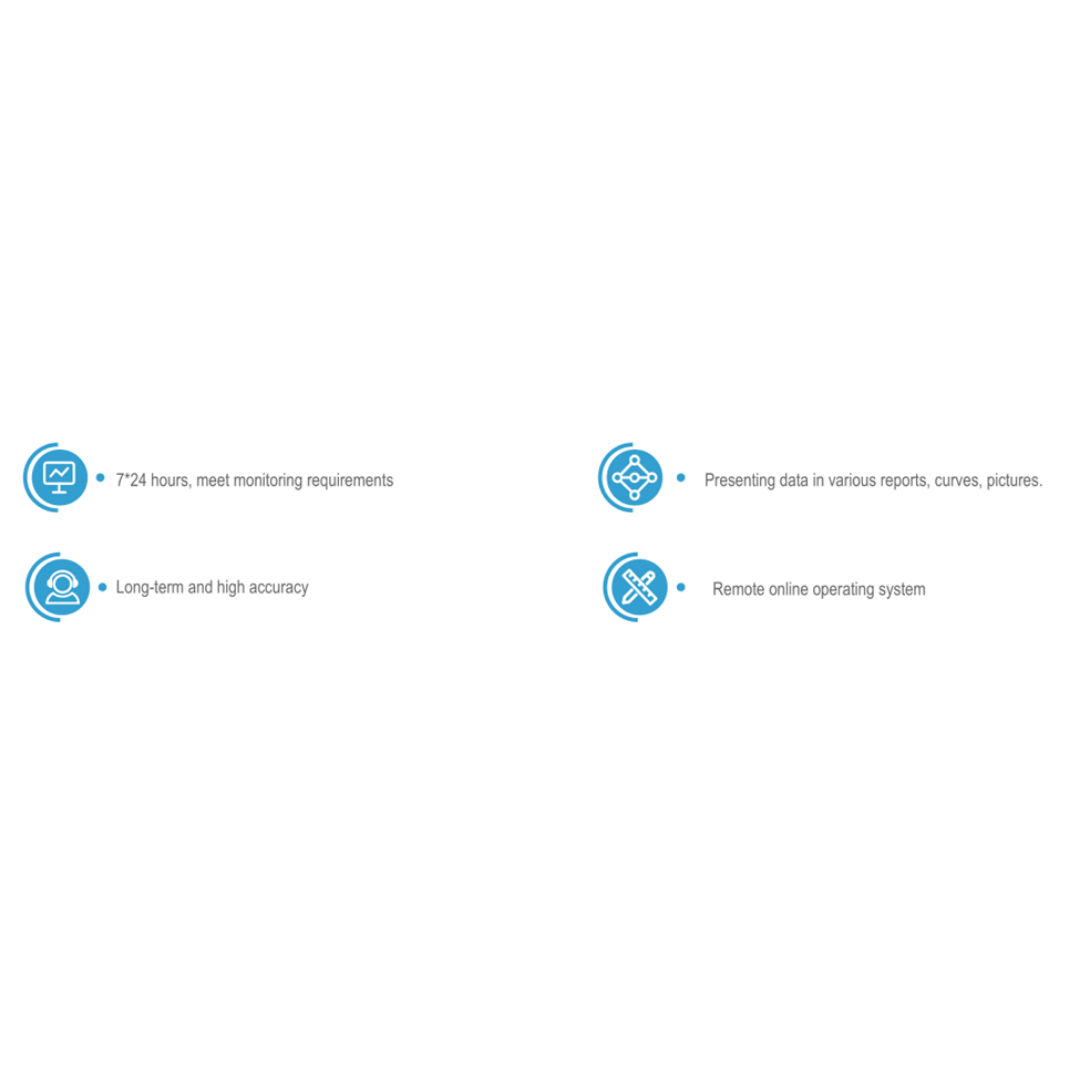 7*24 hours, meet monitoring requirements
Presenting data in various reports, curves, pictures.
Long-term and high accuracy
Remote online operating system